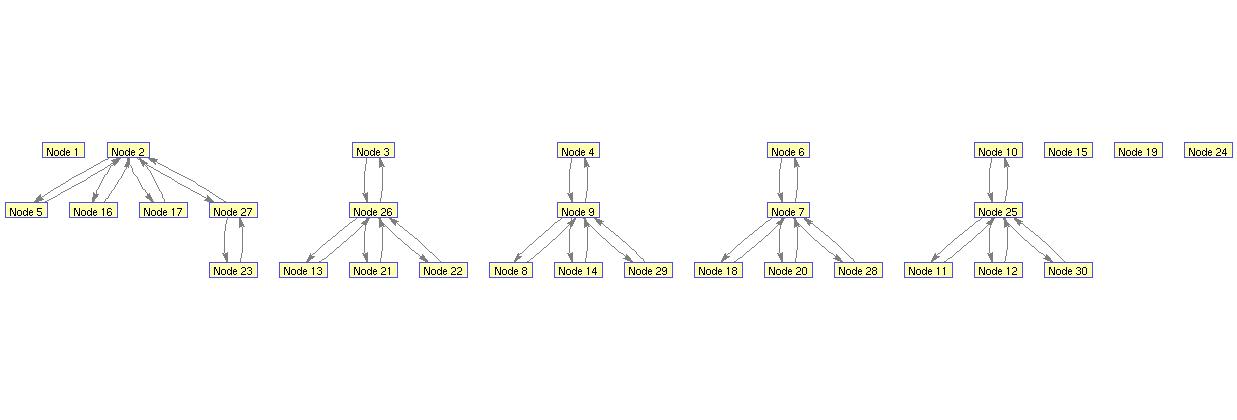 Node 1
Node 2
Node 3
Node 4
Node 6
Node 10
Node 15
Node 19
Node 24
Node 5
Node 16
Node 17
Node 27
Node 26
Node 9
Node 7
Node 25
Node 23
Node 13
Node 21
Node 22
Node 8
Node 14
Node 29
Node 18
Node 20
Node 28
Node 11
Node 12
Node 30